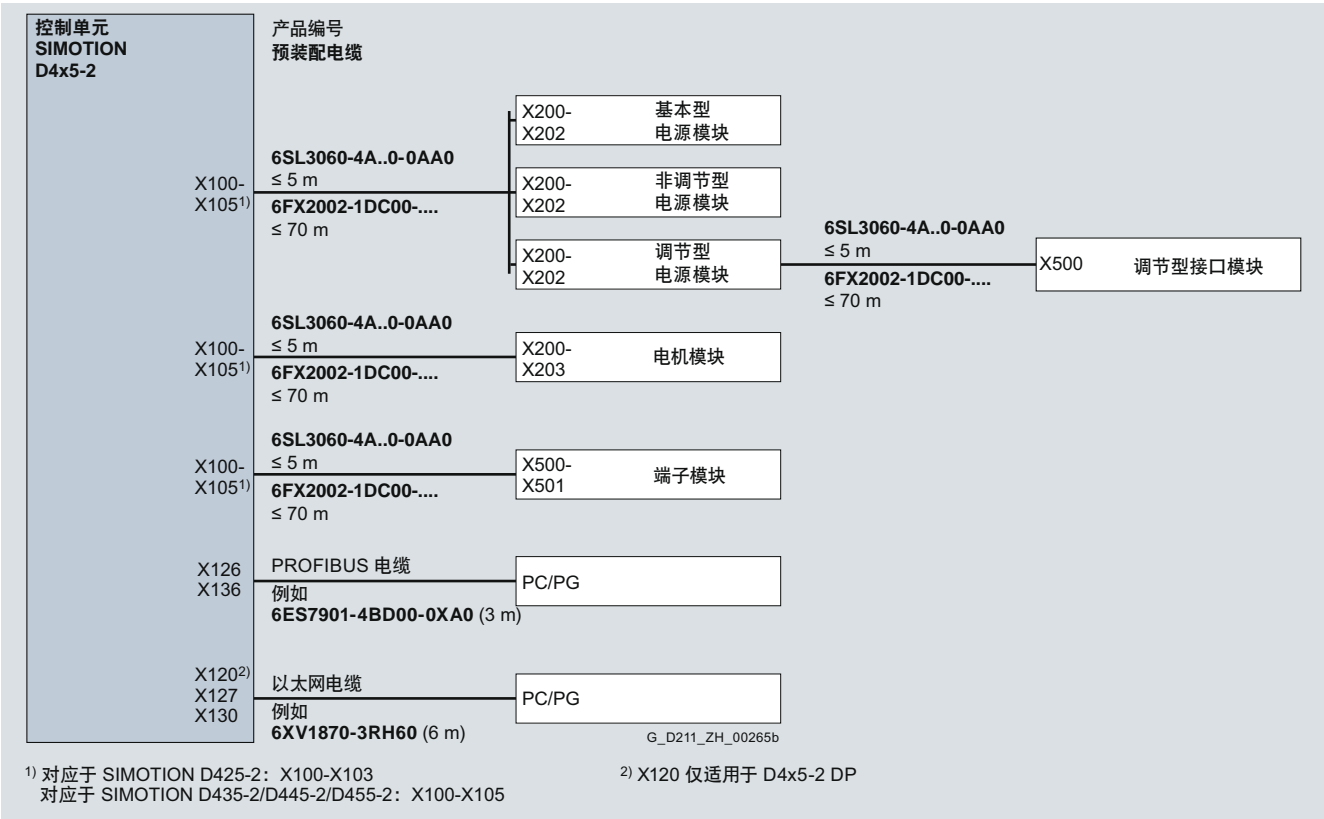 控制单元
SIMOTION
D4x5-2
产品编号
预装配电缆
X200-
X202
基本型
电源模块
6SL3060-4A..0-0AA0
≤ 5 m
X100-
X105¹⁾
6FX2002-1DC00-....
≤ 70 m
X200-
X202
非调节型
电源模块
X200-
X202
调节型
电源模块
6SL3060-4A..0-0AA0
≤ 5 m
6FX2002-1DC00-....
≤ 70 m
X500
调节型接口模块
6SL3060-4A..0-0AA0
≤ 5 m
X100-
X105¹⁾
6FX2002-1DC00-....
≤ 70 m
X200-
X203
电机模块
6SL3060-4A..0-0AA0
≤ 5 m
X100-
X105¹⁾
6FX2002-1DC00-....
≤ 70 m
X500-
X501
端子模块
X126
X136
PROFIBUS 电缆
例如
6ES7901-4BD00-0XA0 (3 m)
PC/PG
X120²⁾
X127
X130
以太网电缆
例如
6XV1870-3RH60 (6 m)
PC/PG
G_D211_ZH_00265b
¹⁾ 对应于 SIMOTION D425-2：X100-X103
对应于 SIMOTION D435-2/D445-2/D455-2：X100-X105
²⁾ X120 仅适用于 D4x5-2 DP